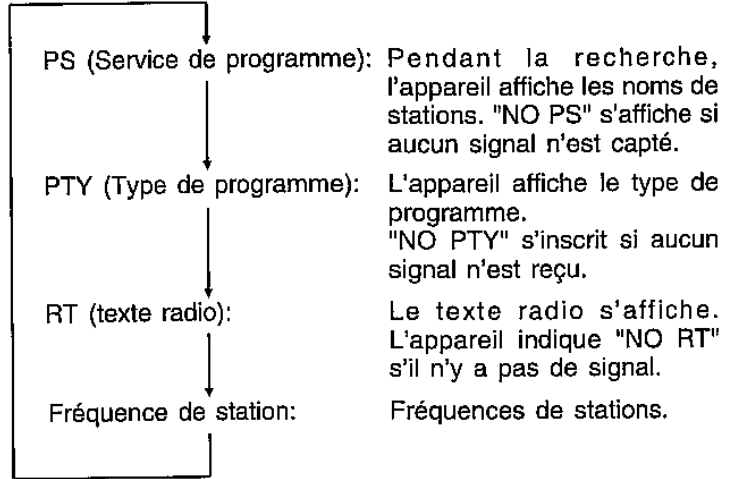 PS (Service de programme): Pendant la recherche,
l'appareil affiche les noms de
stations. "NO PS" s'affiche si
aucun signal n'est capté.
PTY (Type de programme): L'appareil affiche le type de
programme.
"NO PTY" s'inscrit si aucun
signal n'est reçu.
RT (texte radio): Le texte radio s'affiche.
L'appareil indique "NO RT"
s'il n'y a pas de signal.
Fréquence de station: Fréquences de stations.